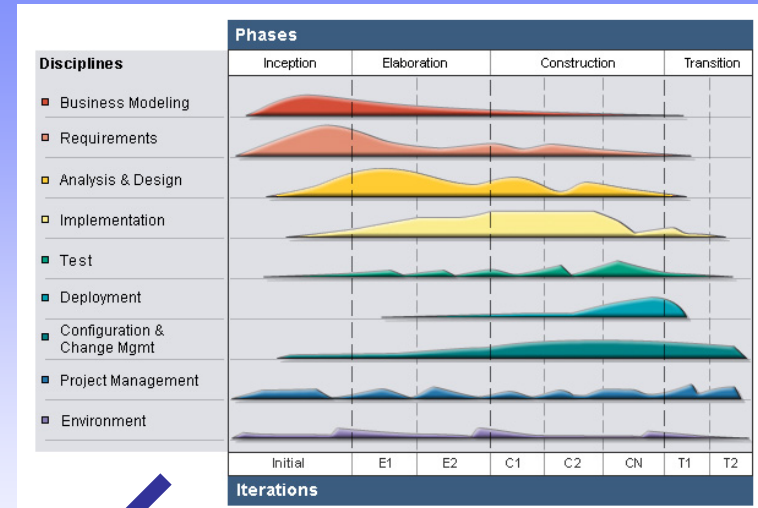 Phases
Disciplines
Inception Elaboration Construction Transition
Business Modeling
Requirements
Analysis & Design
Implementation
Test
Deployment
Configuration &
Change Mgmt
Project Management
Environment
Initial E1 E2 C1 C2 CN T1 T2
Iterations